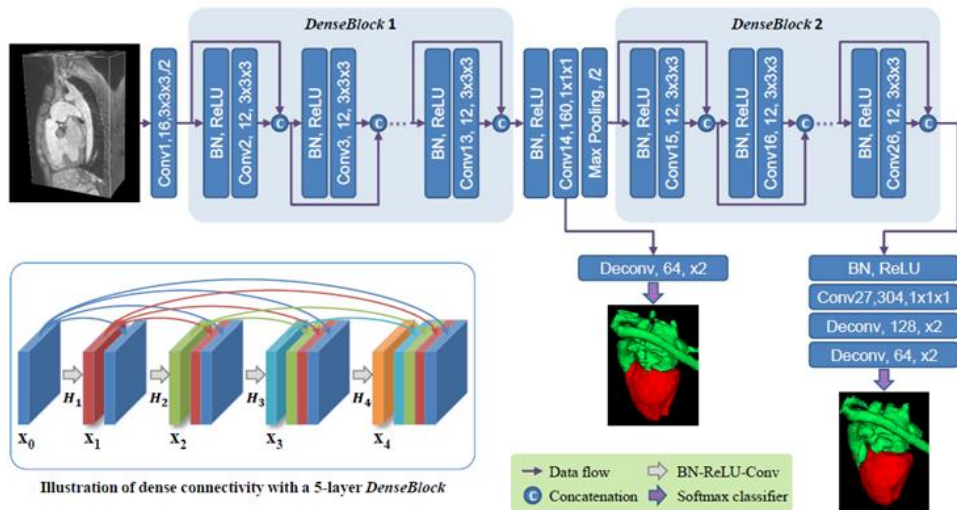 DenseBlock 1
DenseBlock 2
Conv1,16,3x3x3,/2
BN, ReLU
Conv2, 12, 3x3x3
C
BN, ReLU
Conv3, 12, 3x3x3
C
...
BN, ReLU
Conv13, 12, 3x3x3
C
BN, ReLU
Conv14,160,1x1x1
Max Pooling, /2
BN, ReLU
Conv15, 12, 3x3x3
C
BN, ReLU
Conv16, 12, 3x3x3
C
...
BN, ReLU
Conv26, 12, 3x3x3
C
Deconv, 64, x2
BN, ReLU
Conv27,304,1x1x1
Deconv, 128, x2
Deconv, 64, x2
H1
H2
H3
H4
x0
x1
x2
x3
x4
Illustration of dense connectivity with a 5-layer DenseBlock
Data flow
BN-ReLU-Conv
C Concatenation
Softmax classifier